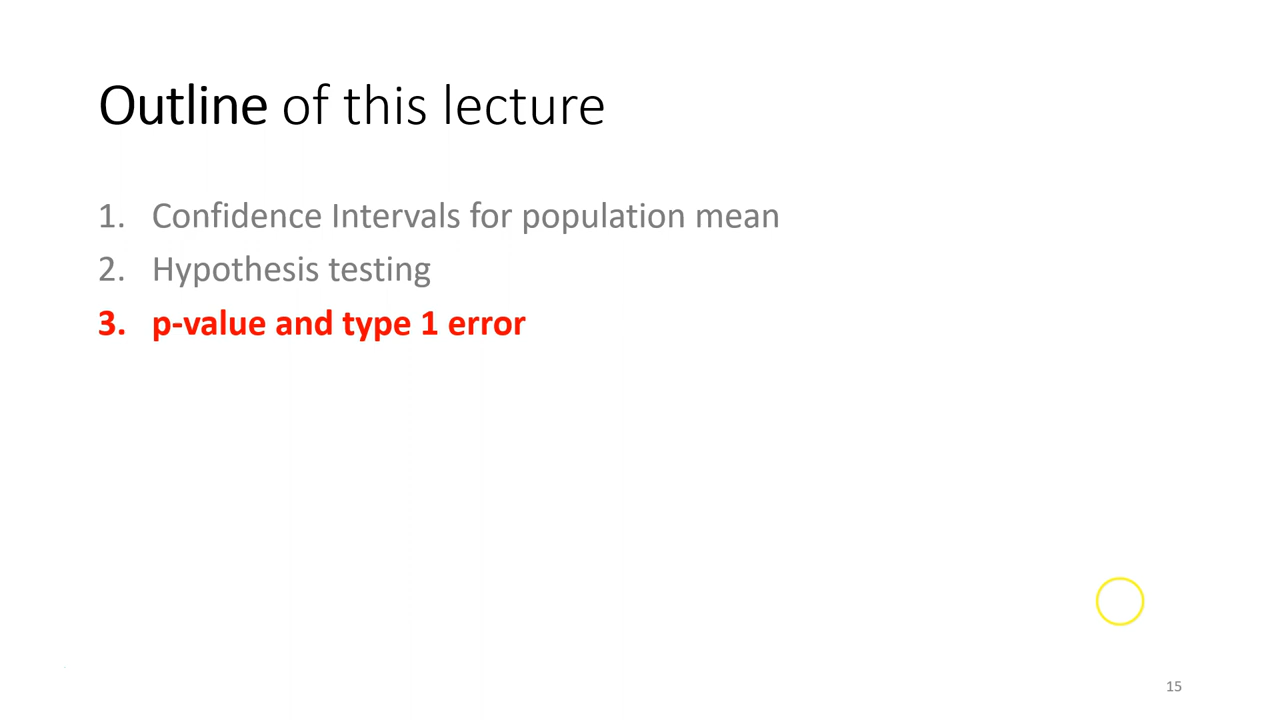 Outline of this lecture
1. Confidence Intervals for population mean
2. Hypothesis testing
3. p-value and type 1 error
15